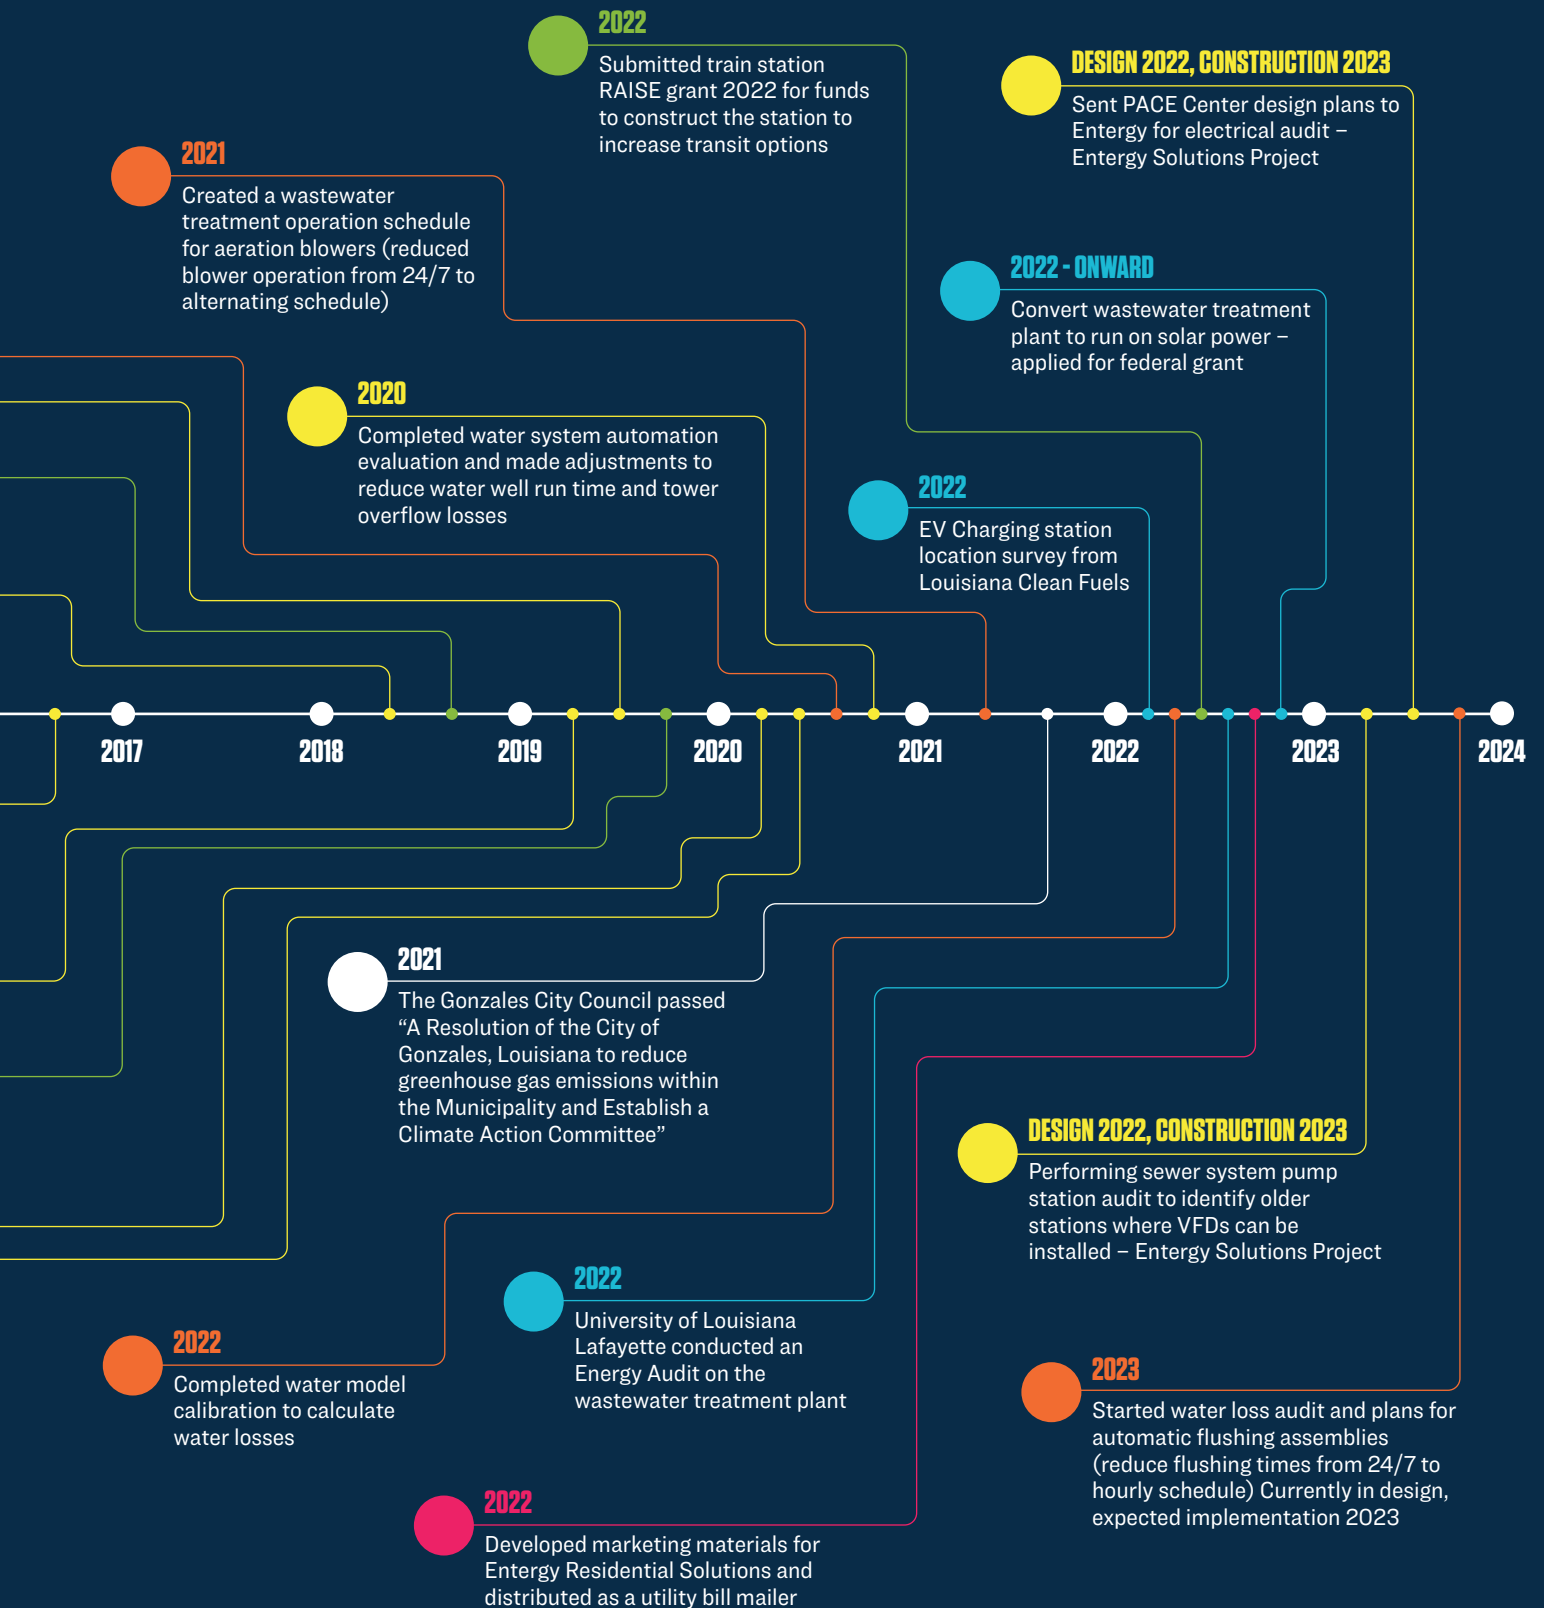 2022
Submitted train station
RAISE grant 2022 for funds
to construct the station to
increase transit options
DESIGN 2022, CONSTRUCTION 2023
Sent PACE Center design plans to
Entergy for electrical audit –
Entergy Solutions Project
2021
Created a wastewater
treatment operation schedule
for aeration blowers (reduced
blower operation from 24/7 to
alternating schedule)
2022 - ONWARD
Convert wastewater treatment
plant to run on solar power –
applied for federal grant
2020
Completed water system automation
evaluation and made adjustments to
reduce water well run time and tower
overflow losses
2022
EV Charging station
location survey from
Louisiana Clean Fuels
2017
2018
2019
2020
2021
2022
2023
2024
2021
The Gonzales City Council passed
“A Resolution of the City of
Gonzales, Louisiana to reduce
greenhouse gas emissions within
the Municipality and Establish a
Climate Action Committee”
DESIGN 2022, CONSTRUCTION 2023
Performing sewer system pump
station audit to identify older
stations where VFDs can be
installed – Entergy Solutions Project
2022
University of Louisiana
Lafayette conducted an
Energy Audit on the
wastewater treatment plant
2022
Completed water model
calibration to calculate
water losses
2023
Started water loss audit and plans for
automatic flushing assemblies
(reduce flushing times from 24/7 to
hourly schedule) Currently in design,
expected implementation 2023
2022
Developed marketing materials for
Entergy Residential Solutions and
distributed as a utility bill mailer